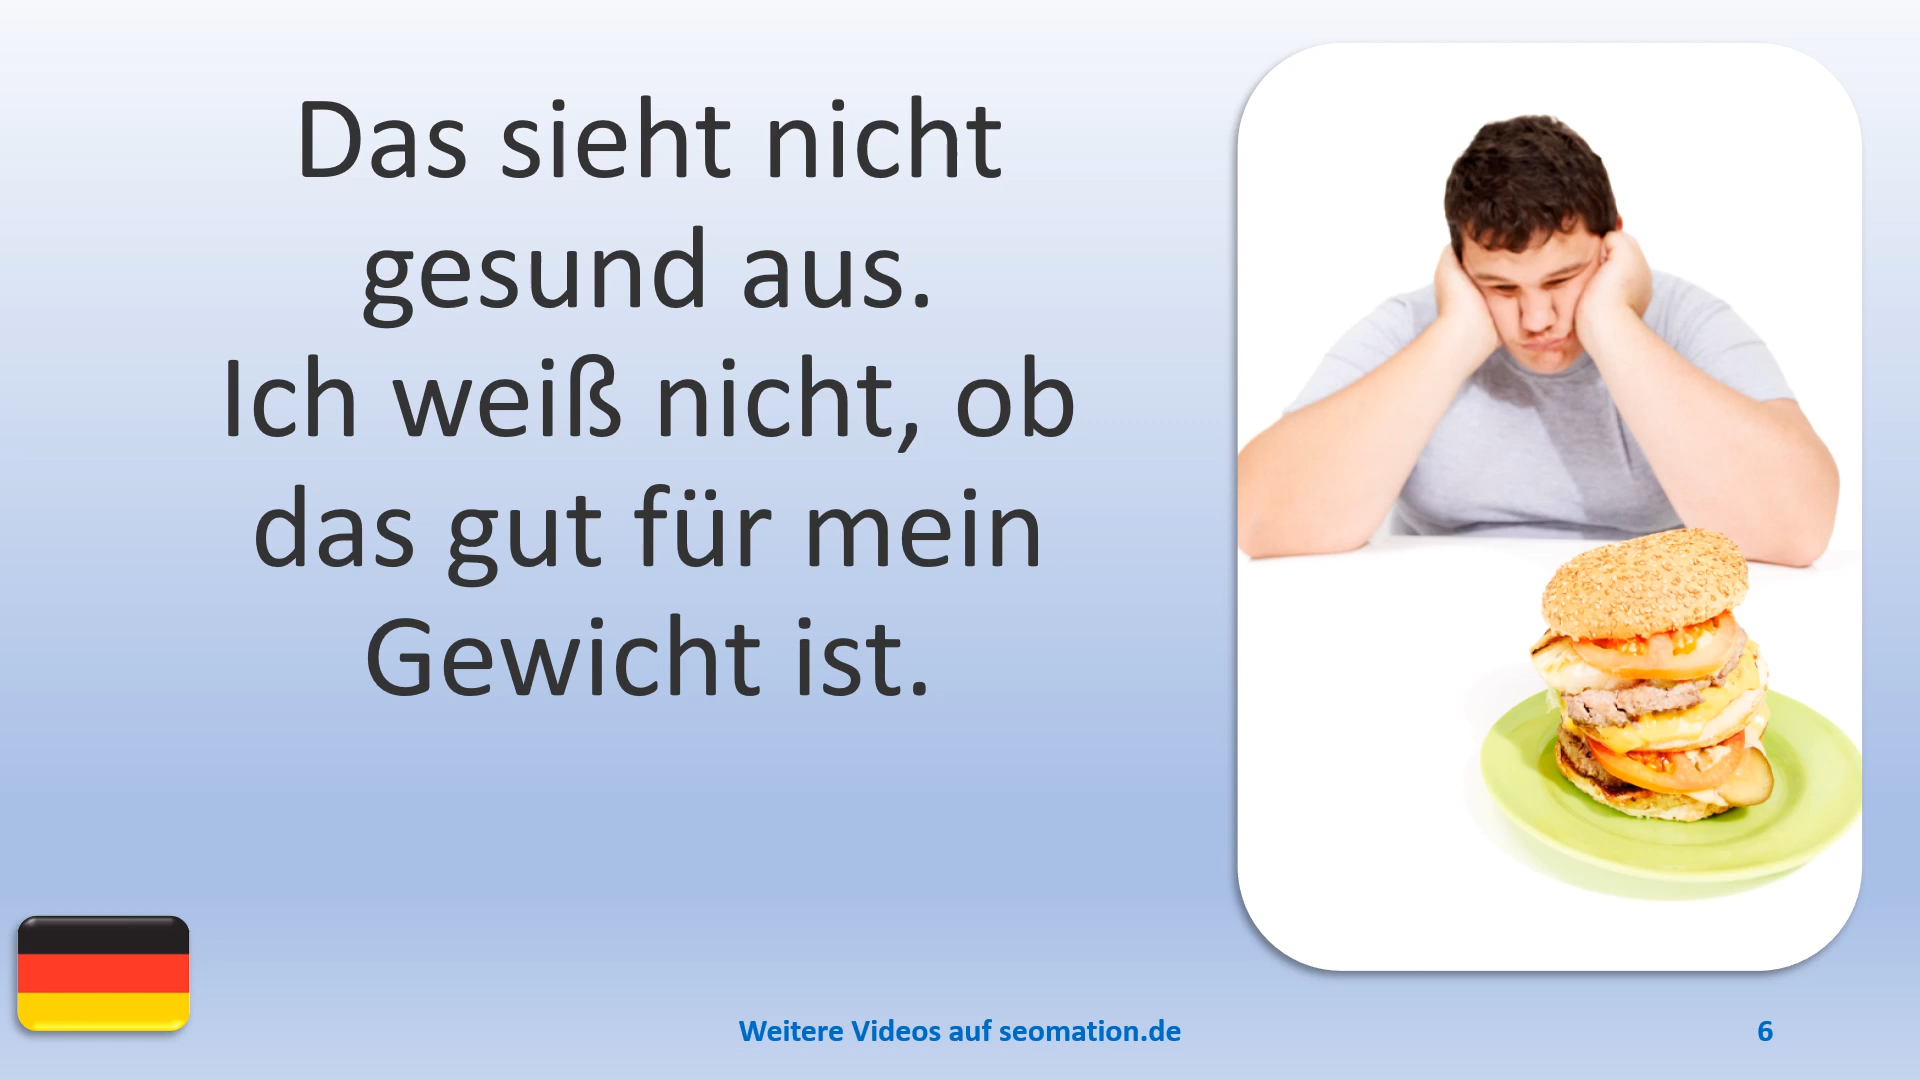 Das sieht nicht
gesund aus.
Ich weiß nicht, ob
das gut für mein
Gewicht ist.
Weitere Videos auf seomation.de
6